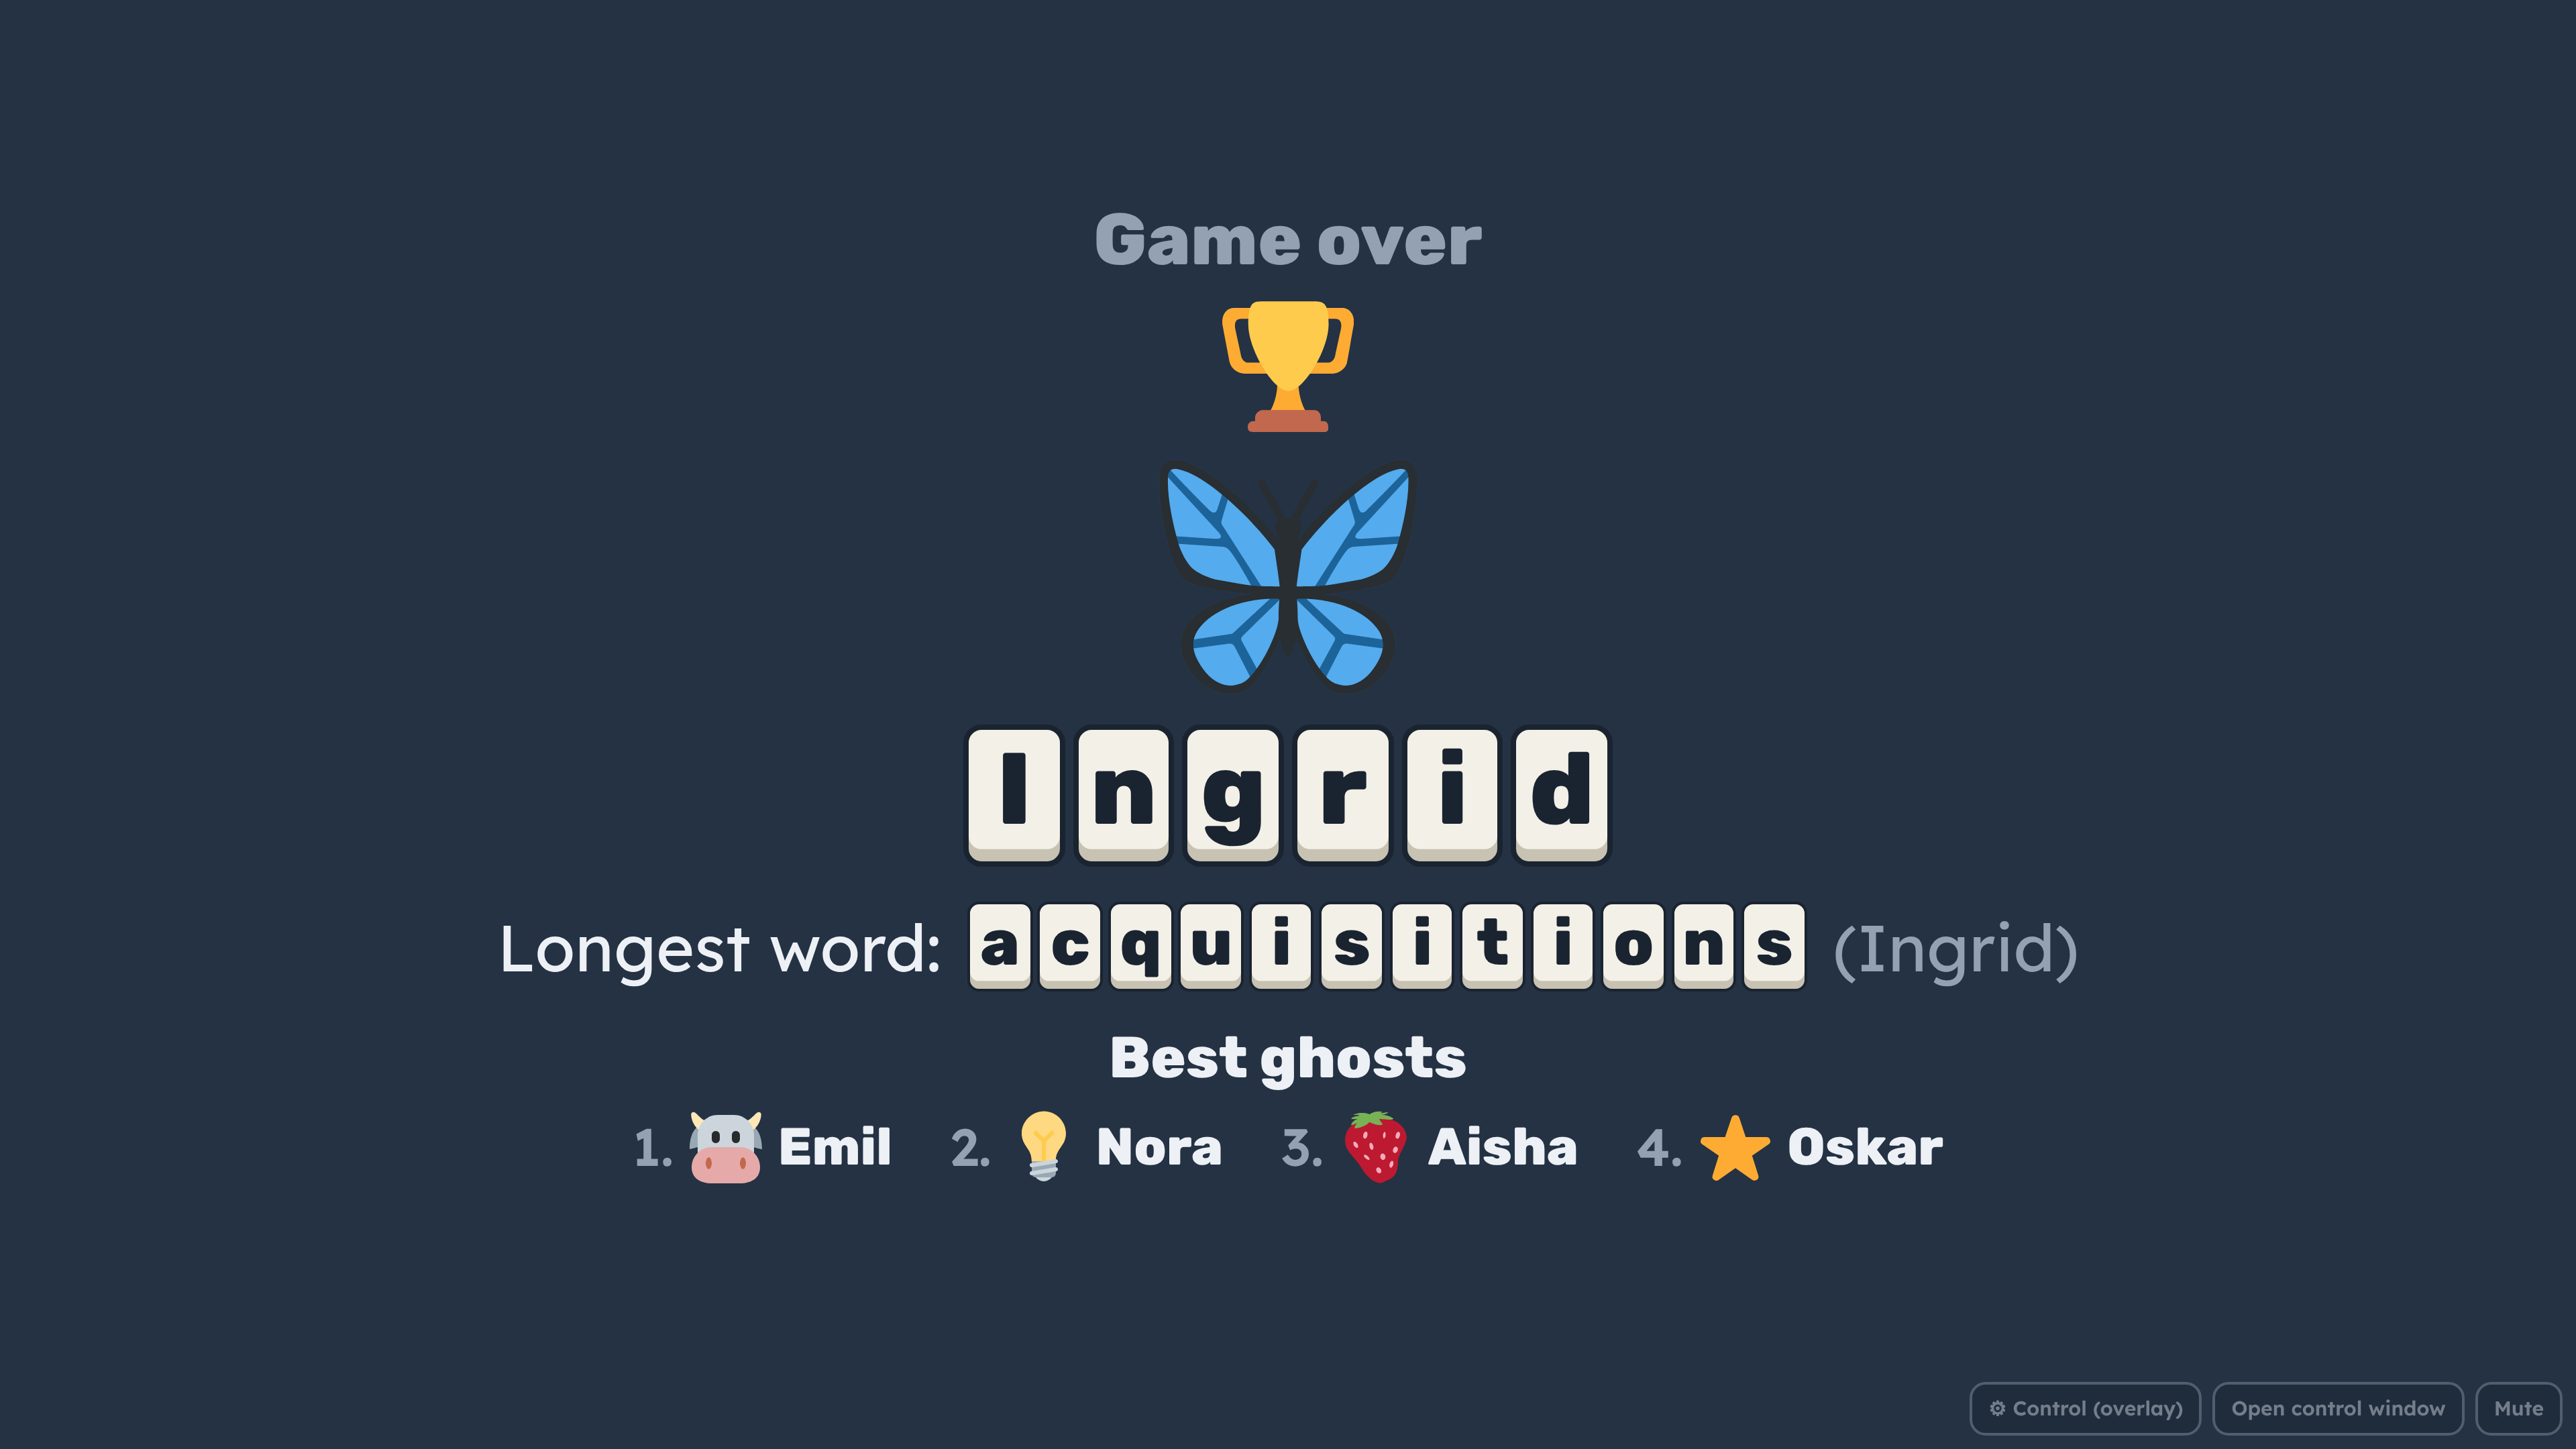 Game over
Ingrid
Longest word: acquisitions (Ingrid)
Best ghosts
1. Emil 2. Nora 3. Aisha 4. Oskar
⚙ Control (overlay) Open control window Mute